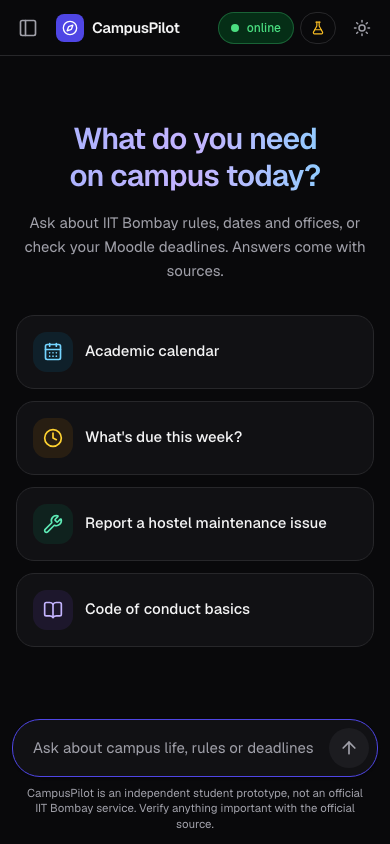 CampusPilot
online
What do you need
on campus today?
Ask about IIT Bombay rules, dates and offices, or
check your Moodle deadlines. Answers come with
sources.
Academic calendar
What's due this week?
Report a hostel maintenance issue
Code of conduct basics
Ask about campus life, rules or deadlines
CampusPilot is an independent student prototype, not an official
IIT Bombay service. Verify anything important with the official
source.